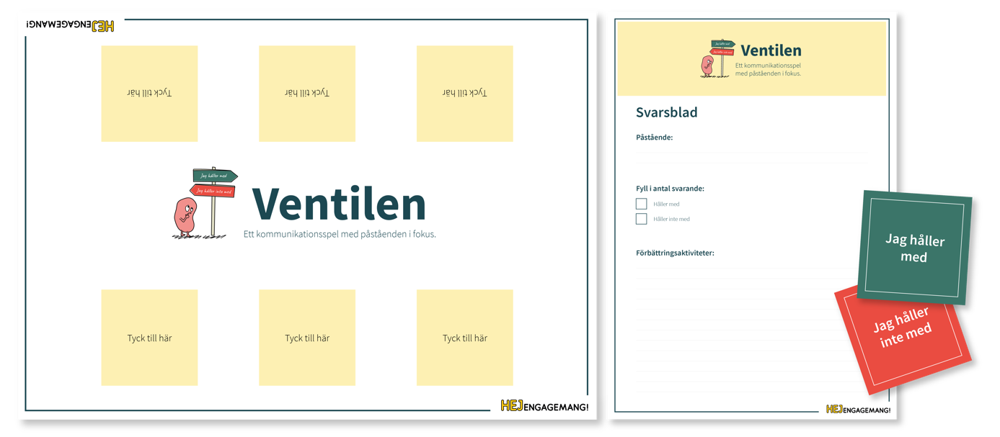 HEJENGAGEMANG!
Tyck till här
Tyck till här
Tyck till här
Jag håller med
Jag håller inte med
Ventilen
Ett kommunikationsspel med påståenden i fokus.
Tyck till här
Tyck till här
Tyck till här
HEJENGAGEMANG!
Jag håller med
Jag håller inte med
Ventilen
Ett kommunikationsspel
med påståenden i fokus.
Svarsblad
Påstående:
Fyll i antal svarande:
Håller med
Håller inte med
Förbättringsaktiviteter:
Jag håller
med
Jag håller
inte med
HEJENGAGEMANG!